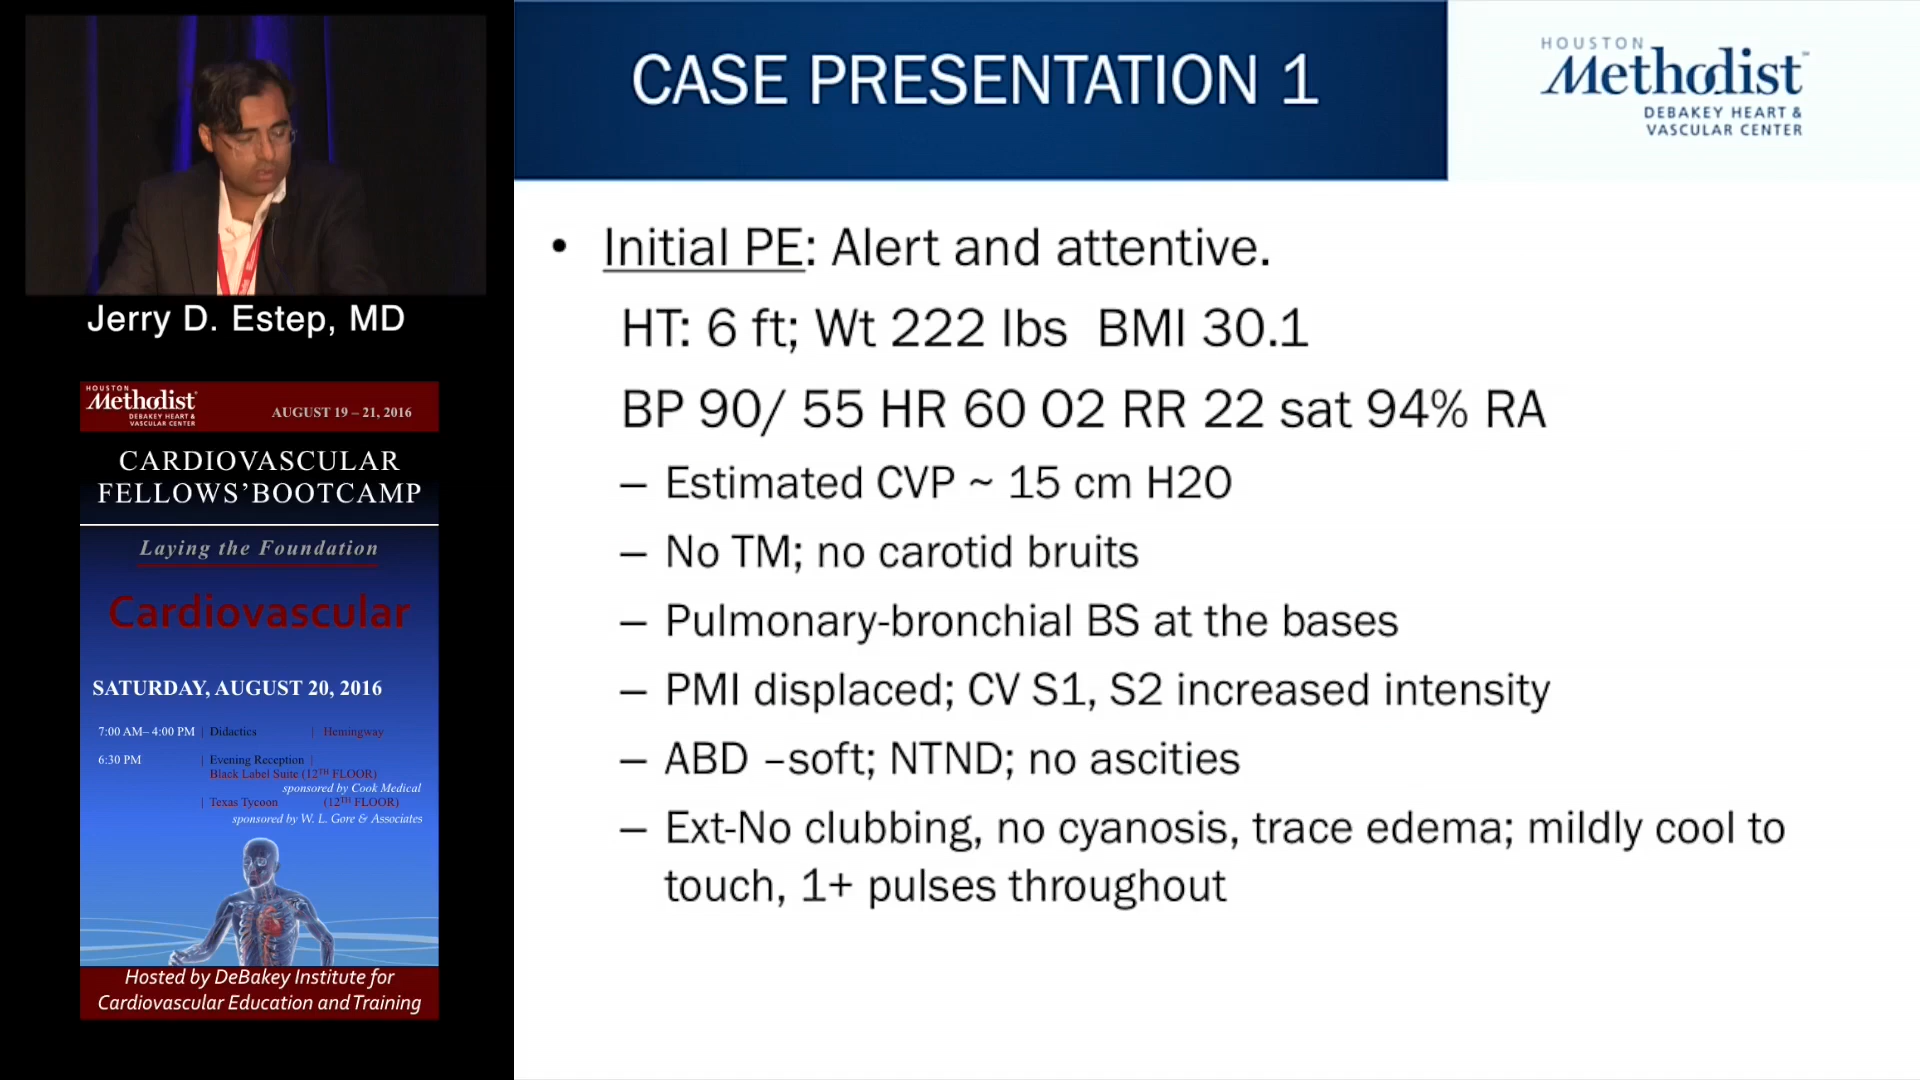 Jerry D. Estep, MD
HOUSTON
Methodist
DEBAKEY HEART &
VASCULAR CENTER
AUGUST 19 – 21, 2016
CARDIOVASCULAR
FELLOWS’BOOTCAMP
Laying the Foundation
Cardiovascular
SATURDAY, AUGUST 20, 2016
7:00 AM– 4:00 PM | Didactics | Hemingway
6:30 PM | Evening Reception |
Black Label Suite (12TH FLOOR)
sponsored by Cook Medical
| Texas Tycoon (12TH FLOOR)
sponsored by W. L. Gore & Associates
Hosted by DeBakey Institute for
Cardiovascular Education and Training
CASE PRESENTATION 1
HOUSTON
Methodist
DEBAKEY HEART &
VASCULAR CENTER
• Initial PE: Alert and attentive.
HT: 6 ft; Wt 222 lbs BMI 30.1
BP 90/ 55 HR 60 O2 RR 22 sat 94% RA
– Estimated CVP ~ 15 cm H2O
– No TM; no carotid bruits
– Pulmonary-bronchial BS at the bases
– PMI displaced; CV S1, S2 increased intensity
– ABD –soft; NTND; no ascities
– Ext-No clubbing, no cyanosis, trace edema; mildly cool to
touch, 1+ pulses throughout